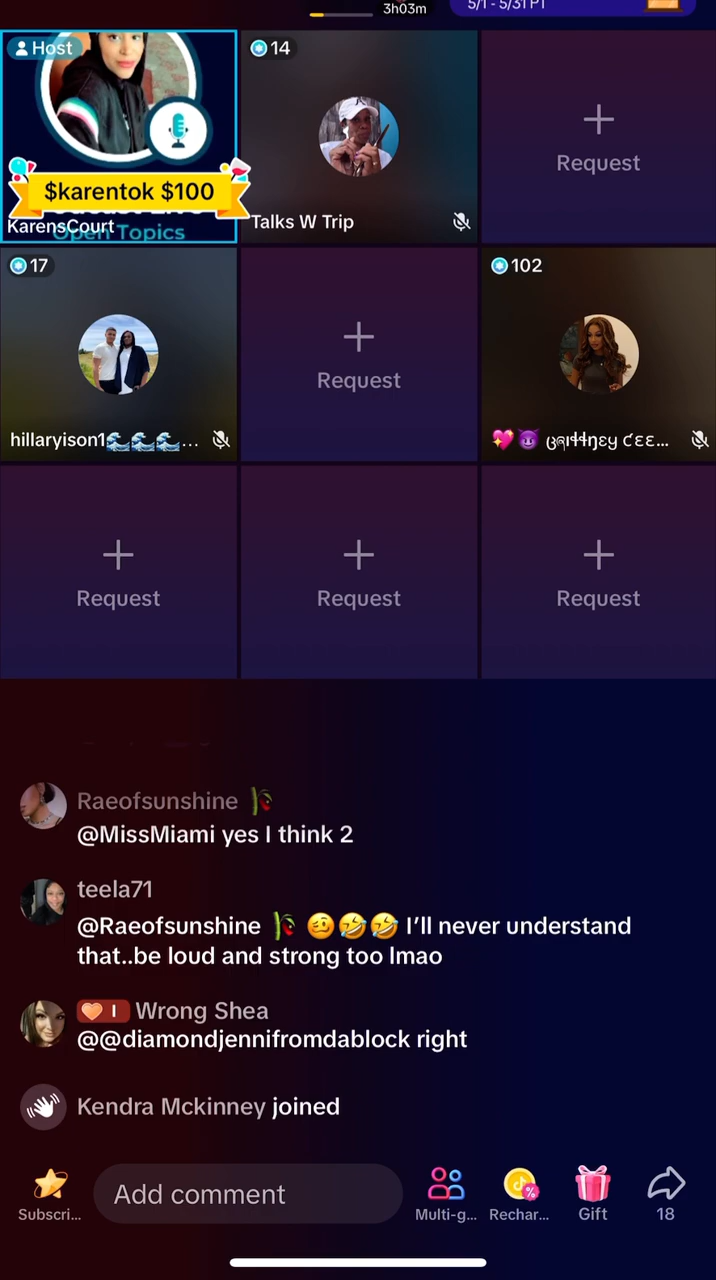 3h03m
5/1 - 5/31 PT
Host
14
$karentok $100
KarensCourt
Open Topics
Talks W Trip
Request
17
102
hillaryison1🌊🌊🌊...
Request
💖😈
Request
Request
Request
Raeofsunshine
@MissMiami yes I think 2
teela71
@Raeofsunshine 🥴🤣🤣 I’ll never understand
that..be loud and strong too lmao
I Wrong Shea
@@diamondjennifromdablock right
Kendra Mckinney joined
Add comment
Subscri...
Multi-g...
Rechar...
Gift
18